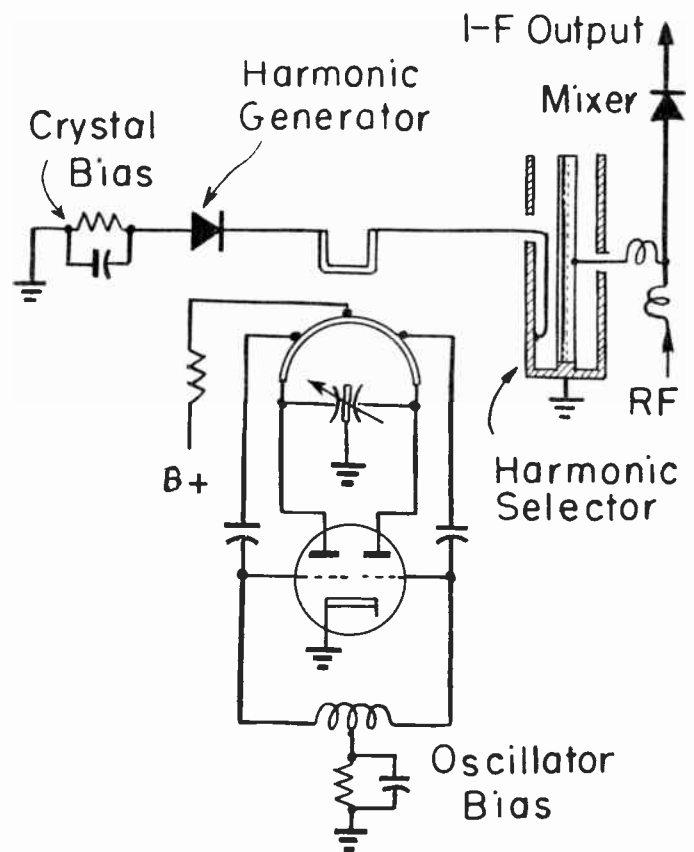 I-F Output
Mixer
Harmonic
Generator
Crystal
Bias
RF
B+
Harmonic
Selector
Oscillator
Bias